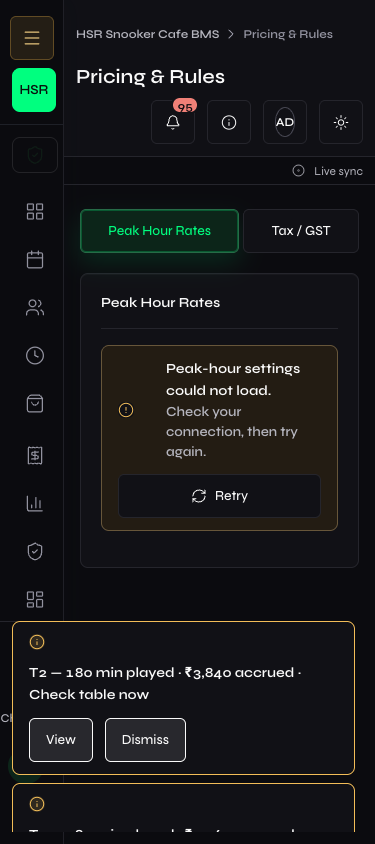 HSR Snooker Cafe BMS > Pricing & Rules
HSR
Pricing & Rules
95
AD
Live sync
Peak Hour Rates
Tax / GST
Peak Hour Rates
Peak-hour settings
could not load.
Check your
connection, then try
again.
Retry
T2 — 180 min played · ₹3,840 accrued ·
Check table now
View
Dismiss